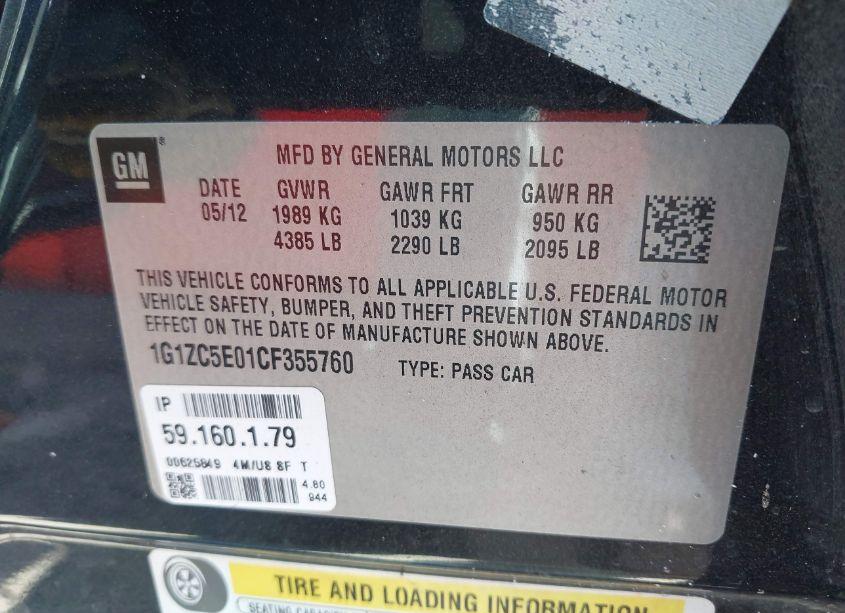 GM
MFD BY GENERAL MOTORS LLC
DATE GVWR GAWR FRT GAWR RR
05/12 1989 KG 1039 KG 950 KG
4385 LB 2290 LB 2095 LB
THIS VEHICLE CONFORMS TO ALL APPLICABLE U.S. FEDERAL MOTOR
VEHICLE SAFETY, BUMPER, AND THEFT PREVENTION STANDARDS IN
EFFECT ON THE DATE OF MANUFACTURE SHOWN ABOVE.
1G1ZC5E01CF355760 TYPE: PASS CAR
IP
59.160.1.79
00625849 4M/US SF T
4.80
944
TIRE AND LOADING INFORMATION
SEATING CAPACITY